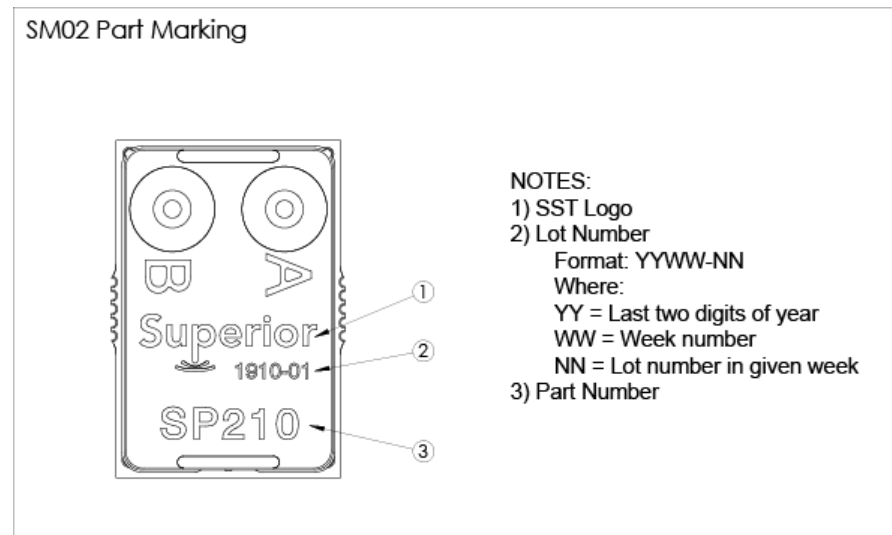 SM02 Part Marking
B A
Superior
1910-01
SP210
1
2
3
NOTES:
1) SST Logo
2) Lot Number
Format: YYWW-NN
Where:
YY = Last two digits of year
WW = Week number
NN = Lot number in given week
3) Part Number